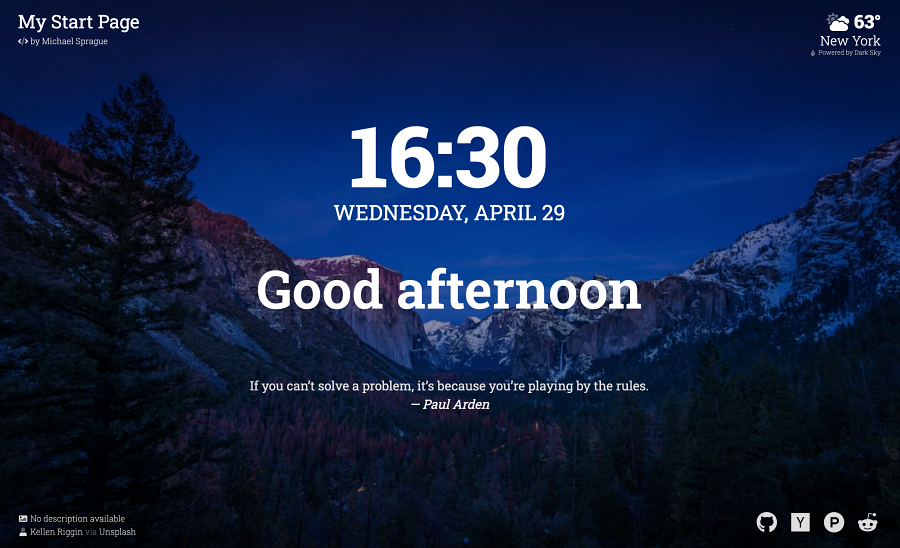 My Start Page
</> by Michael Sprague
63°
New York
Powered by Dark Sky
16:30
WEDNESDAY, APRIL 29
Good afternoon
If you can’t solve a problem, it’s because you’re playing by the rules.
— Paul Arden
No description available
Kellen Riggin via Unsplash
Y
P